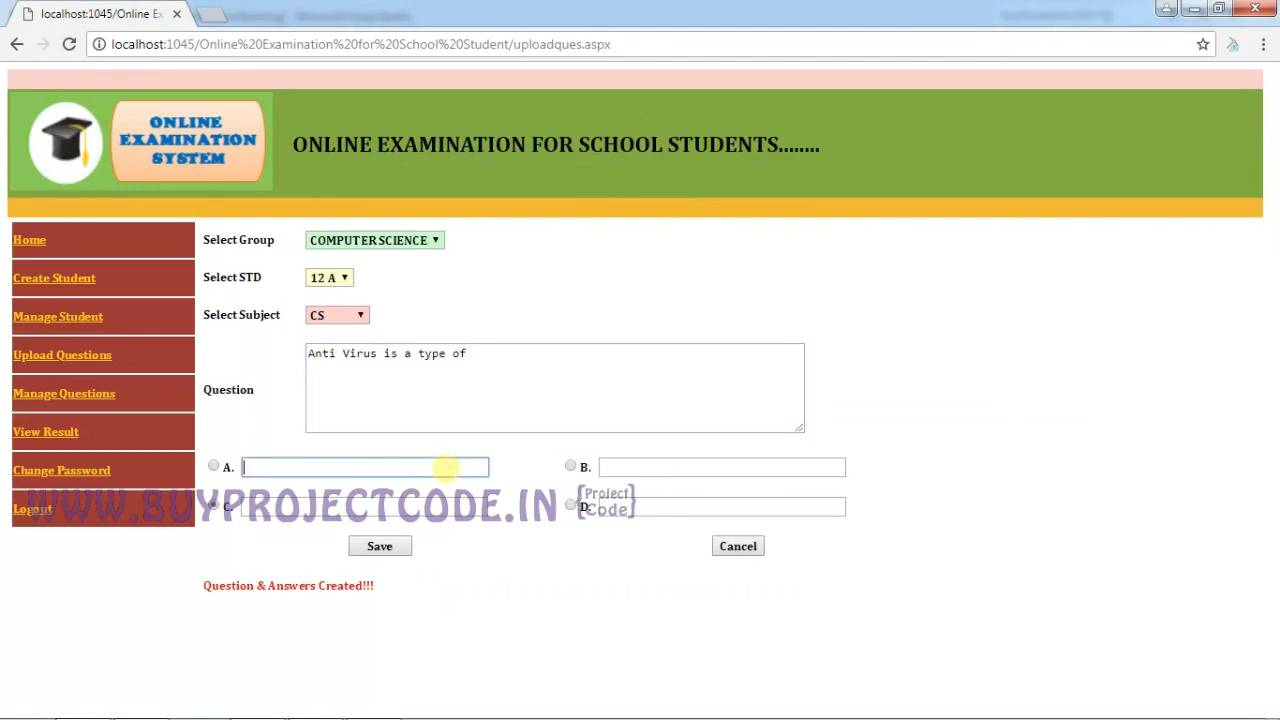 localhost:1045/Online Ex
localhost:1045/Online%20Examination%20for%20School%20Student/uploadques.aspx
ONLINE
EXAMINATION
SYSTEM
ONLINE EXAMINATION FOR SCHOOL STUDENTS........
Home
Select Group
COMPUTER SCIENCE
Create Student
Select STD
12 A
Manage Student
Select Subject
CS
Upload Questions
Anti Virus is a type of
Manage Questions
Question
View Result
Change Password
A.
B.
Logout
C.
D.
WWW.BUYPROJECTCODE.IN
{Project
Code}
Save
Cancel
Question & Answers Created!!!